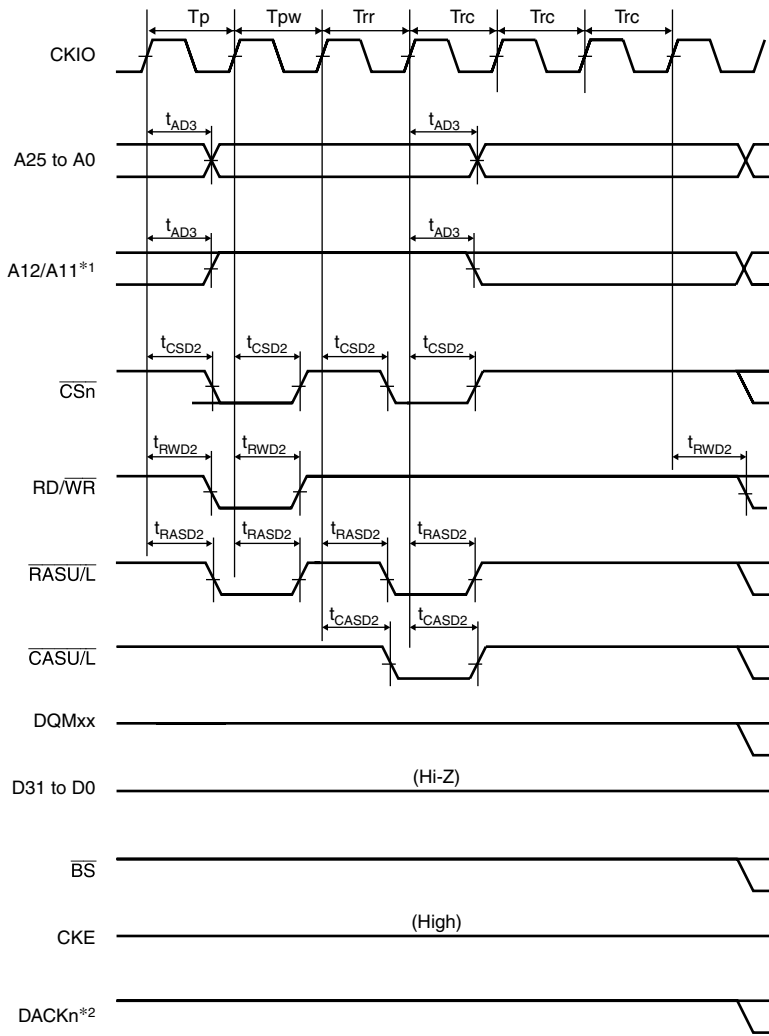 Tp Tpw Trr Trc Trc Trc
CKIO
tAD3 tAD3
A25 to A0
tAD3 tAD3
A12/A11*1
tCSD2 tCSD2 tCSD2 tCSD2
CSn
tRWD2 tRWD2 tRWD2
RD/WR
tRASD2 tRASD2 tRASD2 tRASD2
RASU/L
tCASD2 tCASD2
CASU/L
DQMxx
(Hi-Z)
D31 to D0
BS
(High)
CKE
DACKn*2